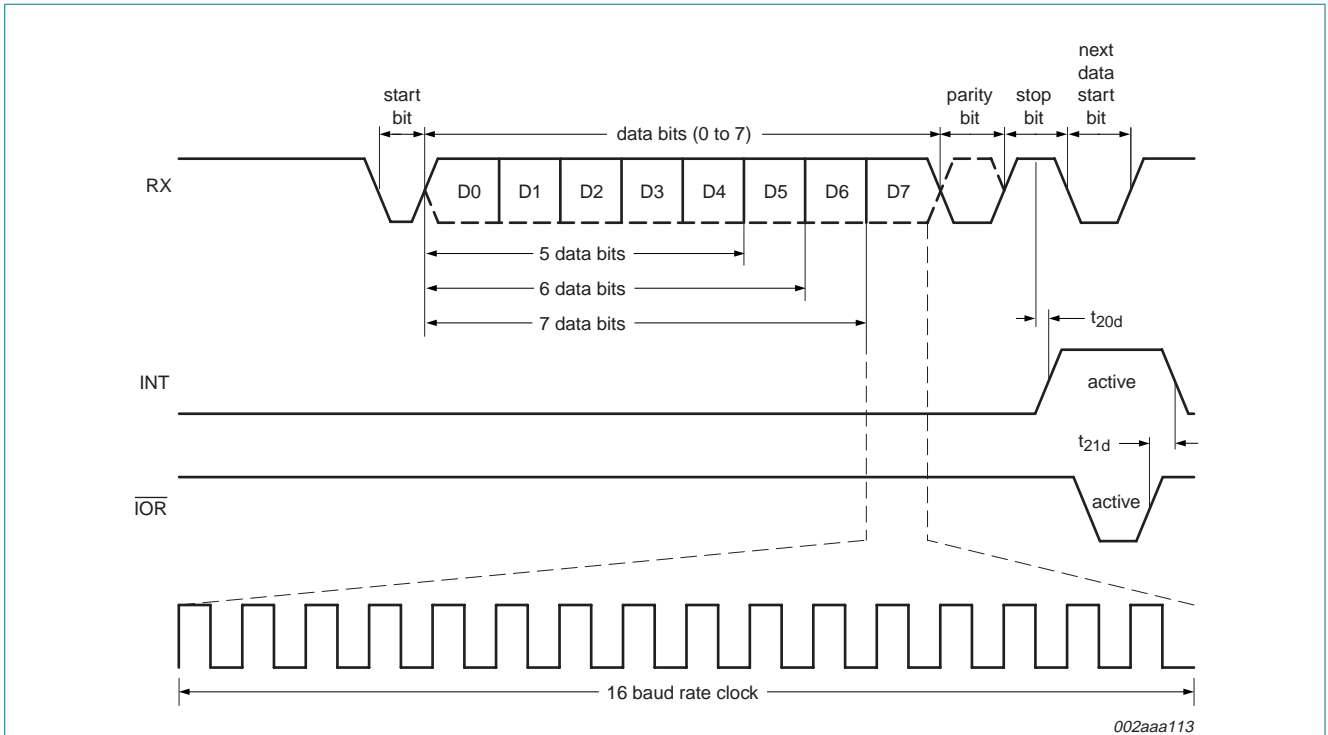 next
data
start
bit
start
bit
parity
bit
stop
bit
data bits (0 to 7)
RX
D0 D1 D2 D3 D4 D5 D6 D7
5 data bits
6 data bits
7 data bits
t20d
INT
active
t21d
IOR
active
16 baud rate clock
002aaa113